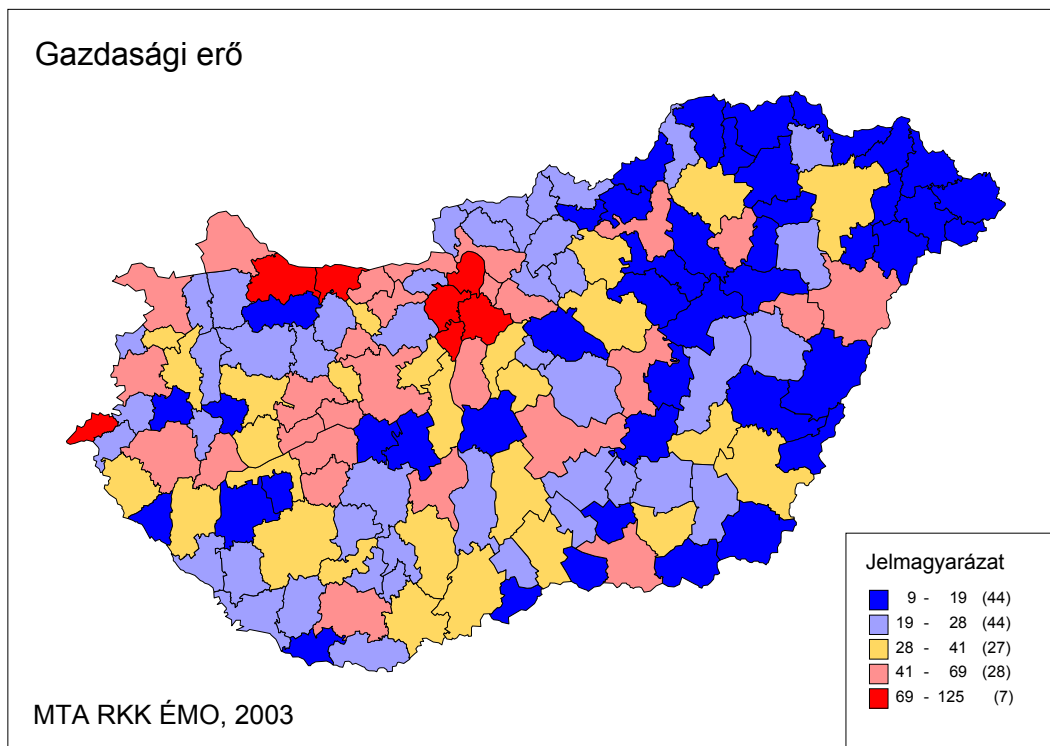 Gazdasági erő
Jelmagyarázat
9 - 19 (44)
19 - 28 (44)
28 - 41 (27)
41 - 69 (28)
69 - 125 (7)
MTA RKK ÉMO, 2003